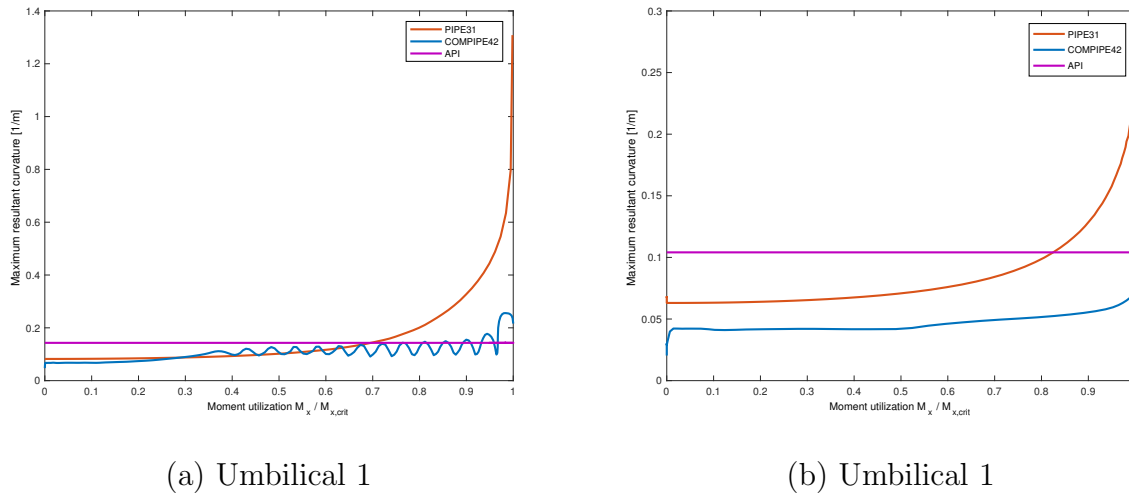 1.4
1.2
1
0.8
0.6
0.4
0.2
0
Maximum resultant curvature [1/m]
PIPE31
COMPIPE42
API
0 0.1 0.2 0.3 0.4 0.5 0.6 0.7 0.8 0.9 1
Moment utilization M_x / M_x,crit
(a) Umbilical 1
0.3
0.25
0.2
0.15
0.1
0.05
0
Maximum resultant curvature [1/m]
PIPE31
COMPIPE42
API
0 0.1 0.2 0.3 0.4 0.5 0.6 0.7 0.8 0.9
Moment utilization M_x / M_x,crit
(b) Umbilical 1